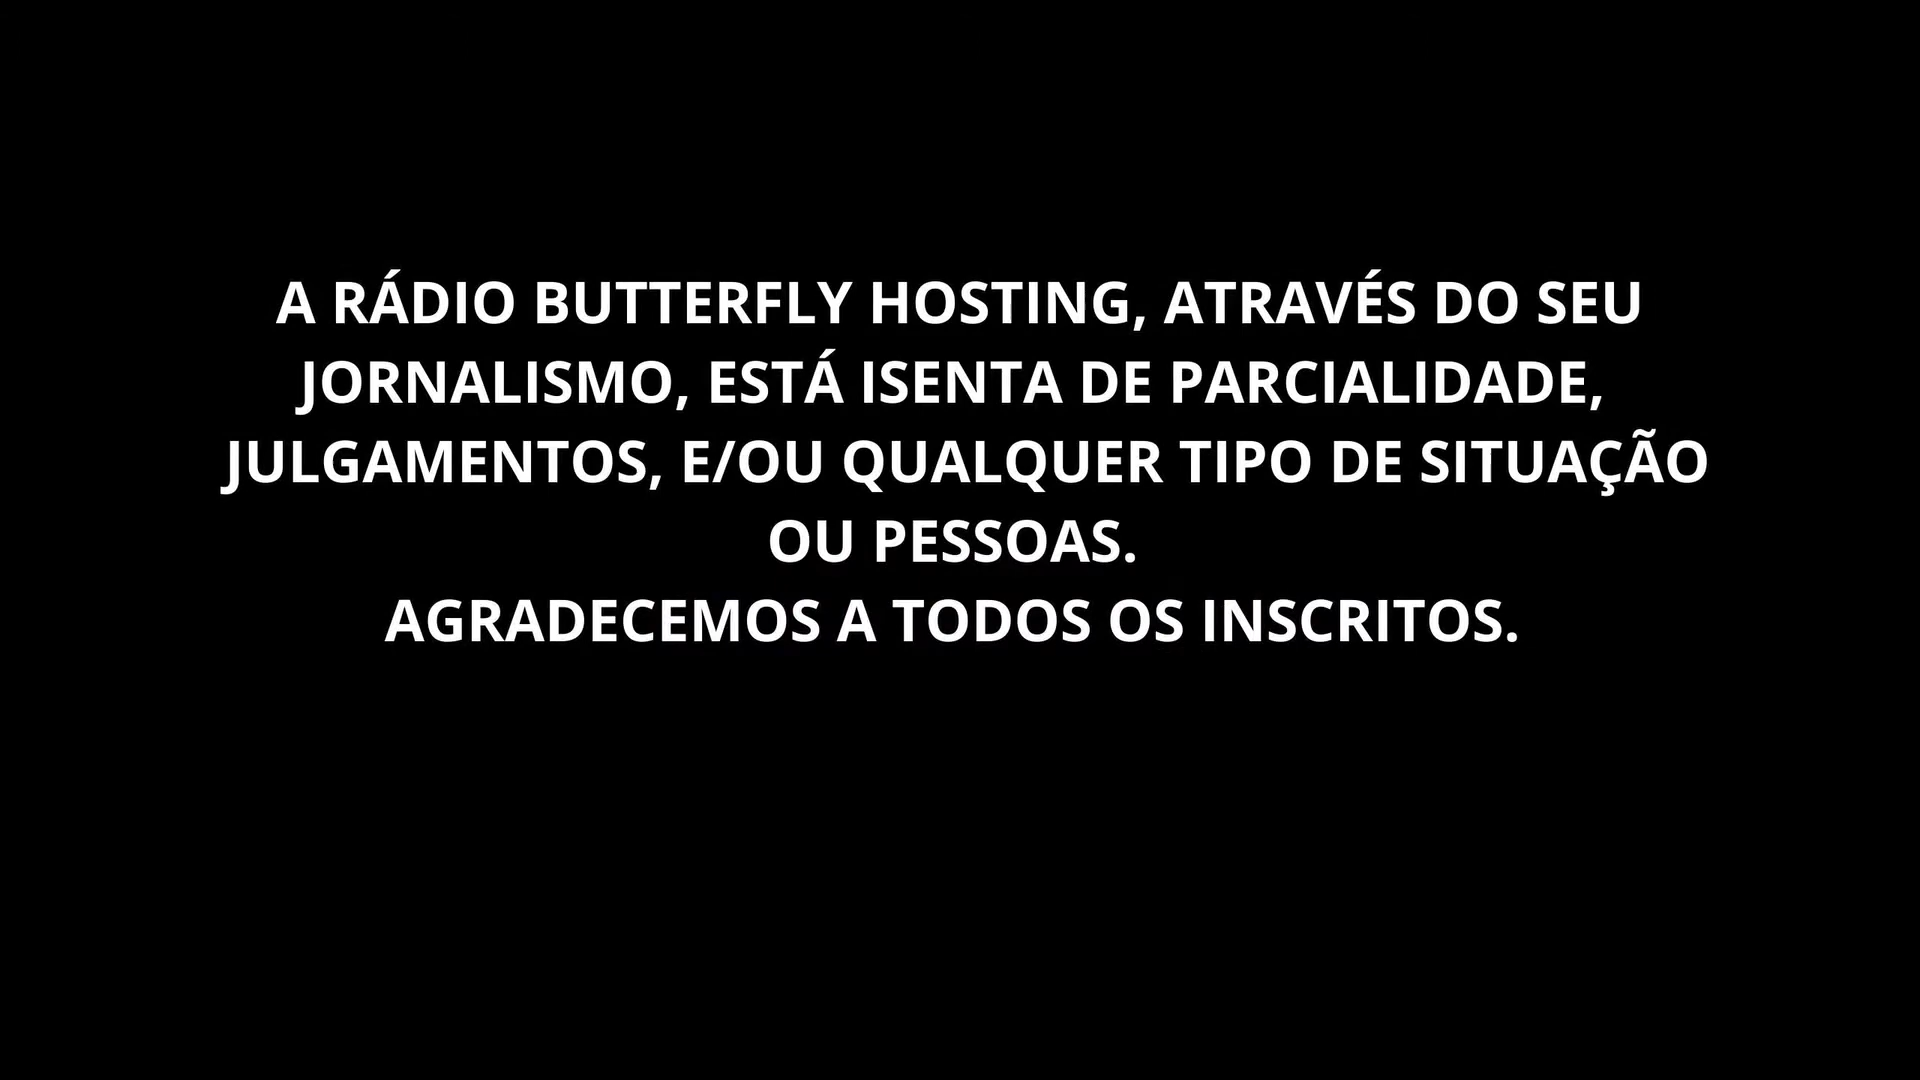 A RÁDIO BUTTERFLY HOSTING, ATRAVÉS DO SEU
JORNALISMO, ESTÁ ISENTA DE PARCIALIDADE,
JULGAMENTOS, E/OU QUALQUER TIPO DE SITUAÇÃO
OU PESSOAS.
AGRADECEMOS A TODOS OS INSCRITOS.